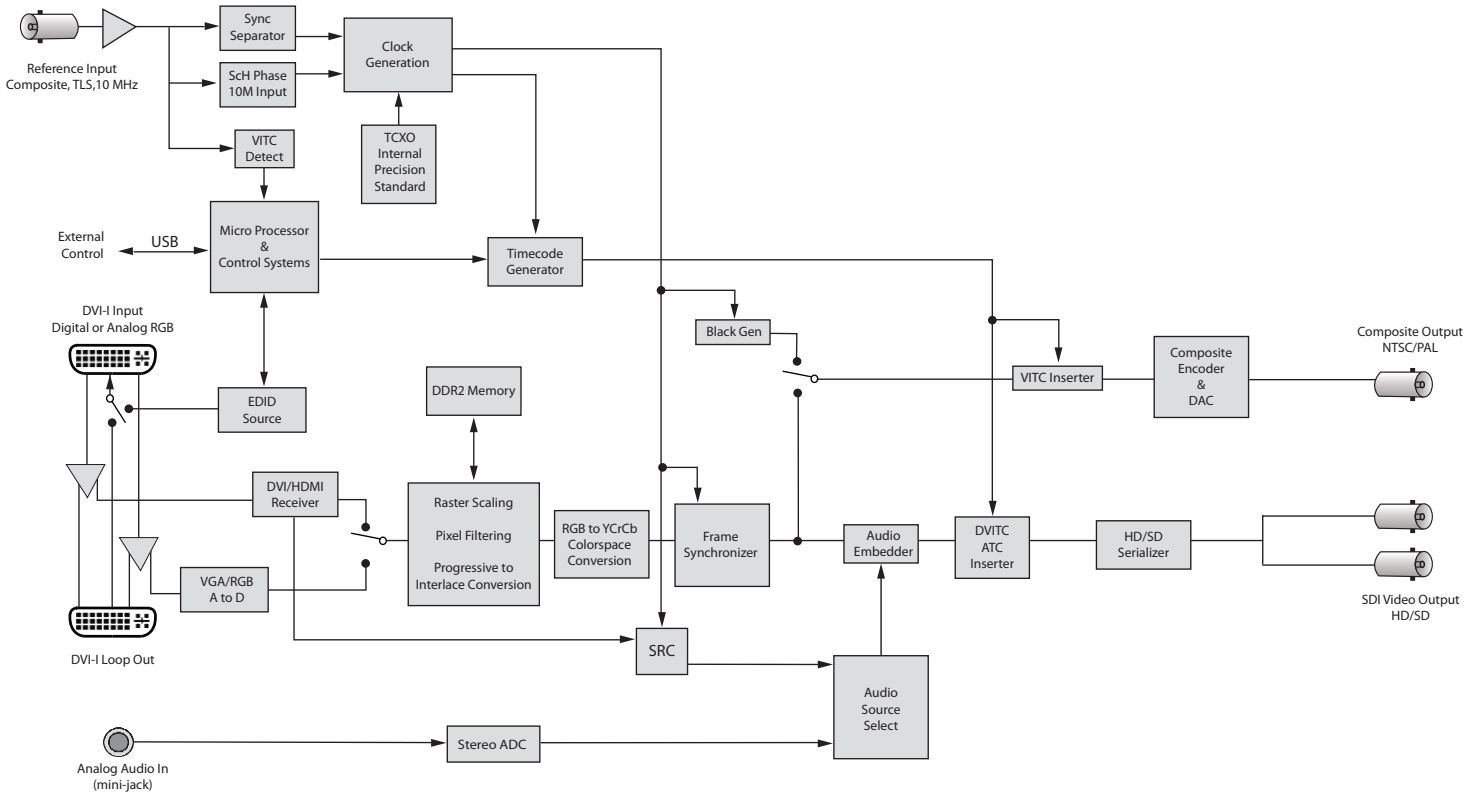 Reference Input
Composite, TLS,10 MHz
Sync
Separator
ScH Phase
10M Input
Clock
Generation
VITC
Detect
TCXO
Internal
Precision
Standard
External
Control
USB
Micro Processor
&
Control Systems
Timecode
Generator
DVI-I Input
Digital or Analog RGB
EDID
Source
DDR2 Memory
Black Gen
VITC Inserter
Composite
Encoder
&
DAC
Composite Output
NTSC/PAL
DVI/HDMI
Receiver
VGA/RGB
A to D
Raster Scaling
Pixel Filtering
Progressive to
Interlace Conversion
RGB to YCrCb
Colorspace
Conversion
Frame
Synchronizer
Audio
Embedder
DVITC
ATC
Inserter
HD/SD
Serializer
SDI Video Output
HD/SD
DVI-I Loop Out
SRC
Audio
Source
Select
Stereo ADC
Analog Audio In
(mini-jack)